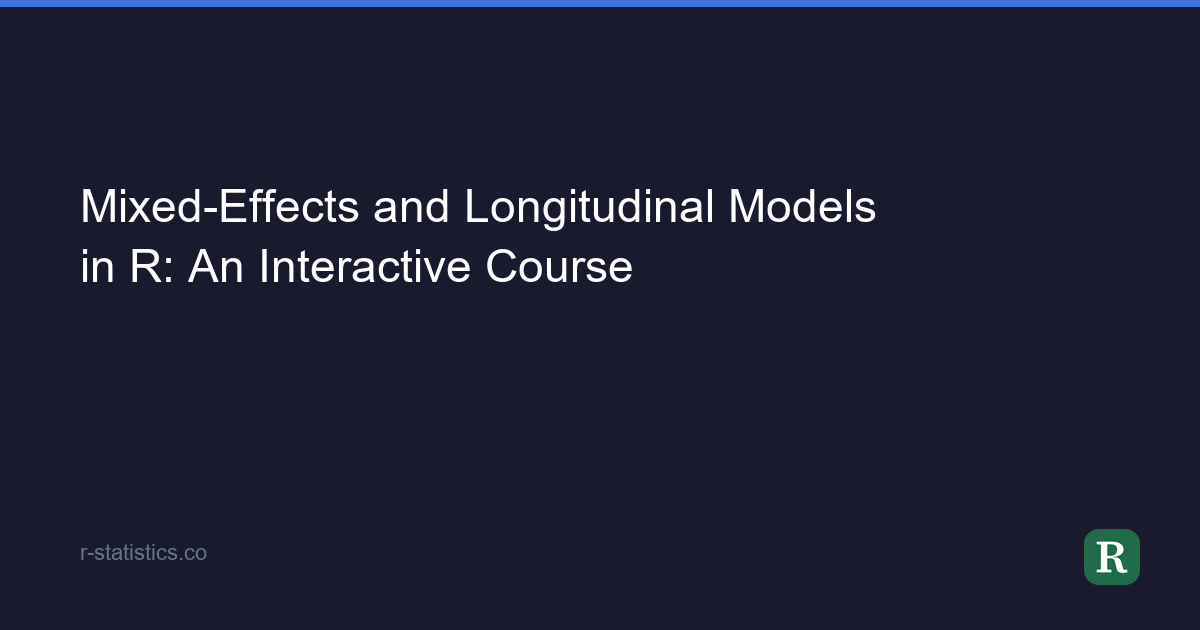 Mixed-Effects and Longitudinal Models
in R: An Interactive Course
r-statistics.co
R